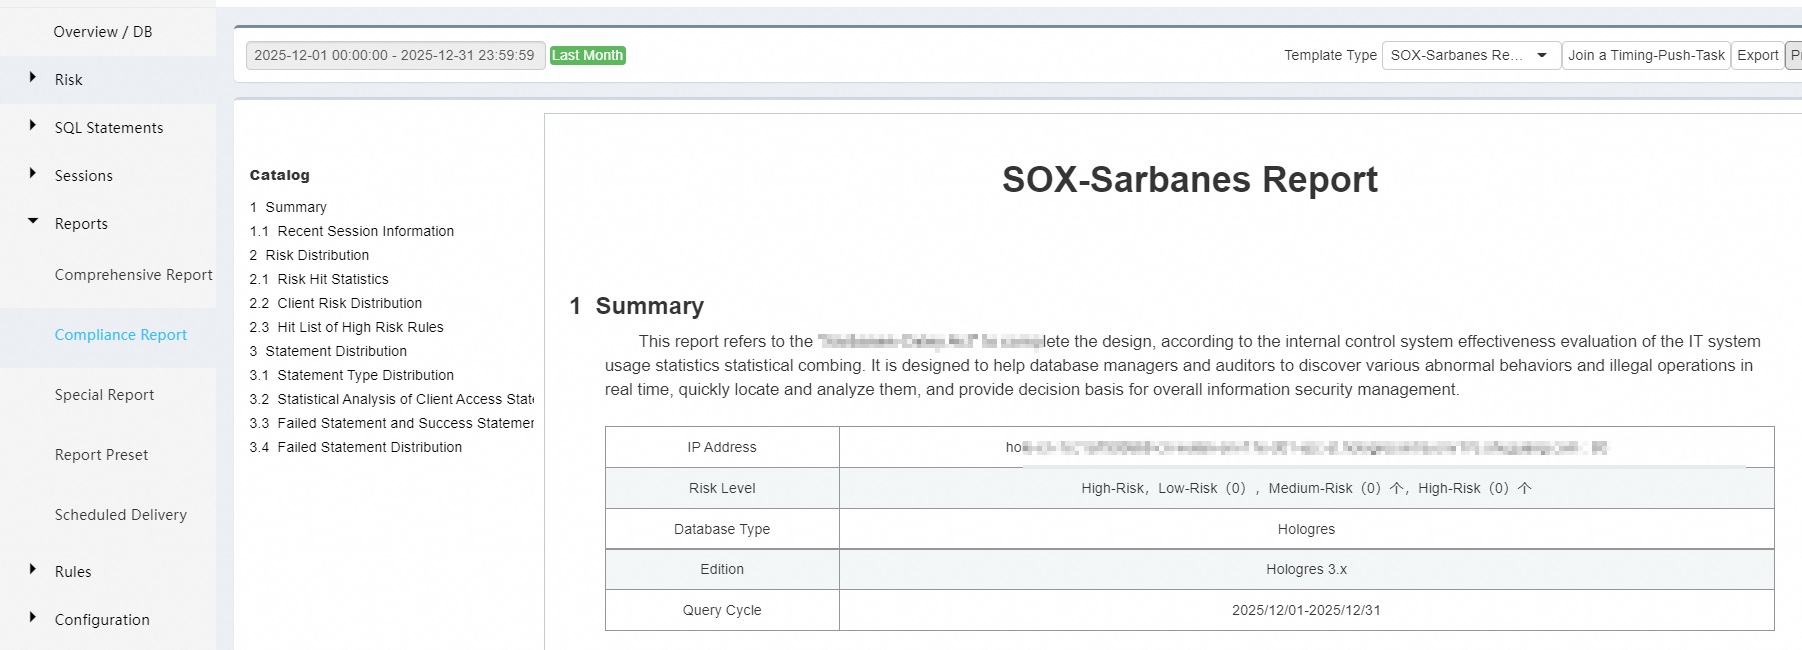 Overview / DB
Risk
SQL Statements
Sessions
Reports
Comprehensive Report
Compliance Report
Special Report
Report Preset
Scheduled Delivery
Rules
Configuration
2025-12-01 00:00:00 - 2025-12-31 23:59:59 Last Month
Template Type SOX-Sarbanes Re... Join a Timing-Push-Task Export
Catalog
1 Summary
1.1 Recent Session Information
2 Risk Distribution
2.1 Risk Hit Statistics
2.2 Client Risk Distribution
2.3 Hit List of High Risk Rules
3 Statement Distribution
3.1 Statement Type Distribution
3.2 Statistical Analysis of Client Access State
3.3 Failed Statement and Success Statemer
3.4 Failed Statement Distribution
SOX-Sarbanes Report
1 Summary
This report refers to the lete the design, according to the internal control system effectiveness evaluation of the IT system
usage statistics statistical combing. It is designed to help database managers and auditors to discover various abnormal behaviors and illegal operations in
real time, quickly locate and analyze them, and provide decision basis for overall information security management.
IP Address ho
Risk Level High-Risk, Low-Risk（0）, Medium-Risk（0）个, High-Risk（0）个
Database Type Hologres
Edition Hologres 3.x
Query Cycle 2025/12/01-2025/12/31